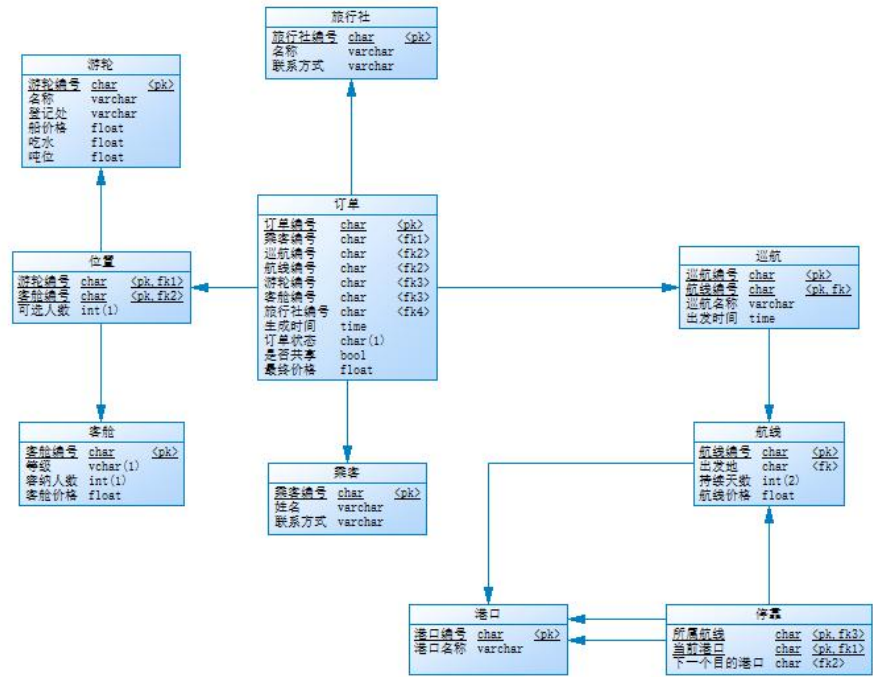 旅行社
旅行社编号 char <pk>
名称 varchar
联系方式 varchar
游轮
游轮编号 char <pk>
名称 varchar
登记处 varchar
船价格 float
吃水 float
吨位 float
订单
订单编号 char <pk>
乘客编号 char <fk1>
巡航编号 char <fk2>
航线编号 char <fk2>
游轮编号 char <fk3>
客舱编号 char <fk3>
旅行社编号 char <fk4>
生成时间 time
订单状态 char(1)
是否共享 bool
最终价格 float
位置
游轮编号 char <pk,fk1>
客舱编号 char <pk,fk2>
可选人数 int(1)
巡航
巡航编号 char <pk>
航线编号 char <pk,fk>
巡航名称 varchar
出发时间 time
客舱
客舱编号 char <pk>
等级 vchar(1)
容纳人数 int(1)
客舱价格 float
乘客
乘客编号 char <pk>
姓名 varchar
联系方式 varchar
航线
航线编号 char <pk>
出发地 char <fk>
持续天数 int(2)
航线价格 float
港口
港口编号 char <pk>
港口名称 varchar
停靠
所属航线 char <pk,fk3>
当前港口 char <pk,fk1>
下一个目的港口 char <fk2>